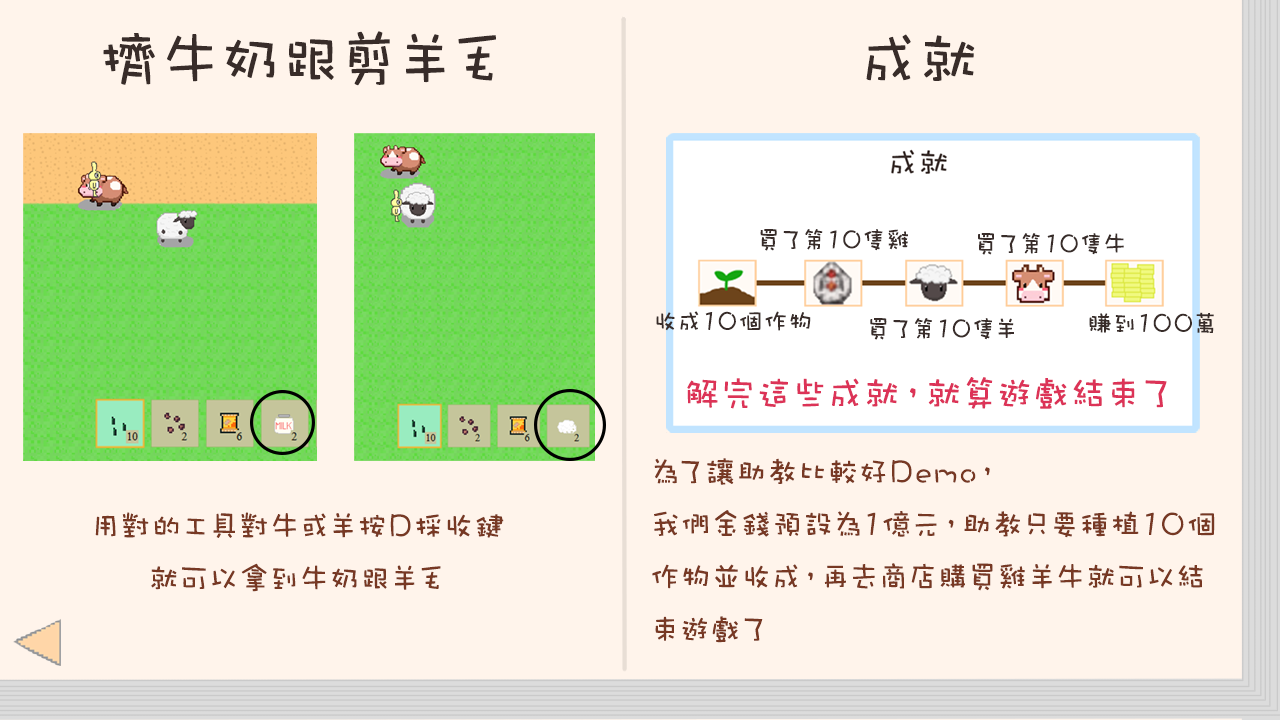 擠牛奶跟剪羊毛
10
2
6
MILK
2
10
2
6
2
用對的工具對牛或羊按D採收鍵
就可以拿到牛奶跟羊毛
成就
成就
買了第10隻雞
買了第10隻牛
收成10個作物
買了第10隻羊
賺到100萬
解完這些成就，就算遊戲結束了
為了讓助教比較好Demo，
我們金錢預設為1億元，助教只要種植10個
作物並收成，再去商店購買雞羊牛就可以結
束遊戲了